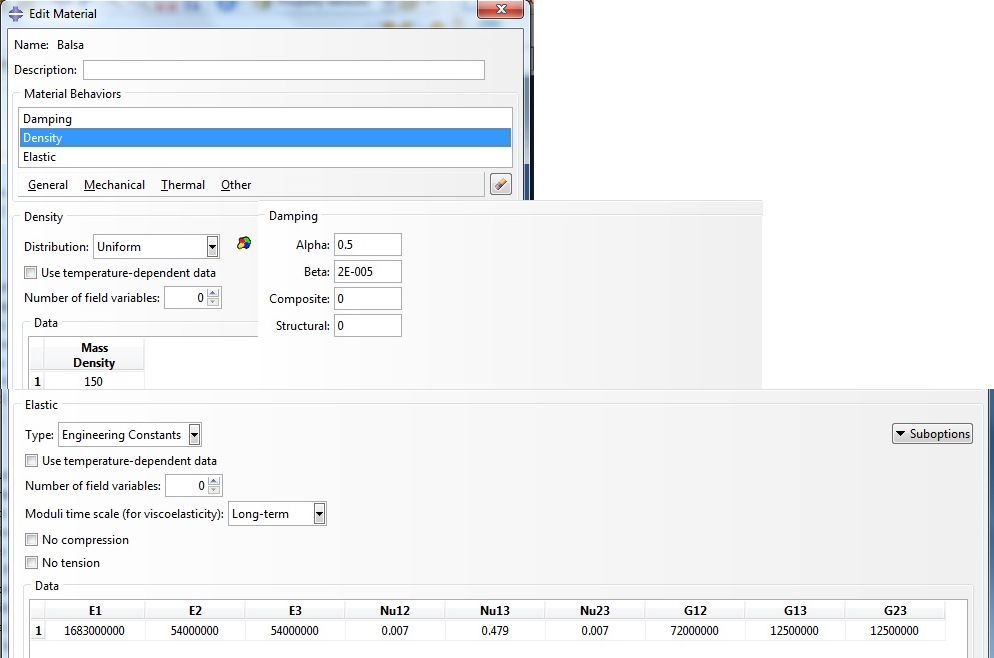 Edit Material
Name: Balsa
Description:
Material Behaviors
Damping
Density
Elastic
General Mechanical Thermal Other
Density
Distribution: Uniform
Use temperature-dependent data
Number of field variables: 0
Data
Mass
Density
1 150
Damping
Alpha: 0.5
Beta: 2E-005
Composite: 0
Structural: 0
Elastic
Type: Engineering Constants
Suboptions
Use temperature-dependent data
Number of field variables: 0
Moduli time scale (for viscoelasticity): Long-term
No compression
No tension
Data
E1 E2 E3 Nu12 Nu13 Nu23 G12 G13 G23
1 1683000000 54000000 54000000 0.007 0.479 0.007 72000000 12500000 12500000